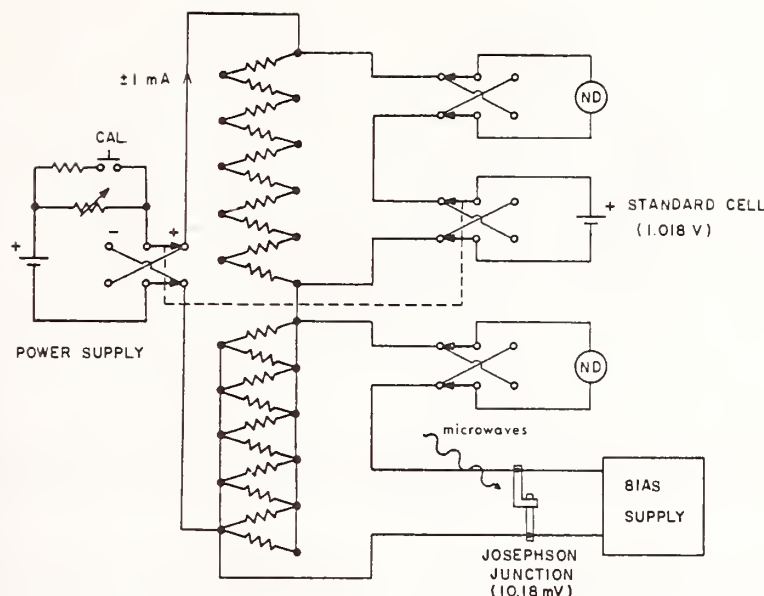 ±1 mA
CAL
+
-
+
POWER SUPPLY
ND
+ STANDARD CELL
(1.018 V)
ND
microwaves
BIAS
SUPPLY
JOSEPHSON
JUNCTION
(10.18 mV)